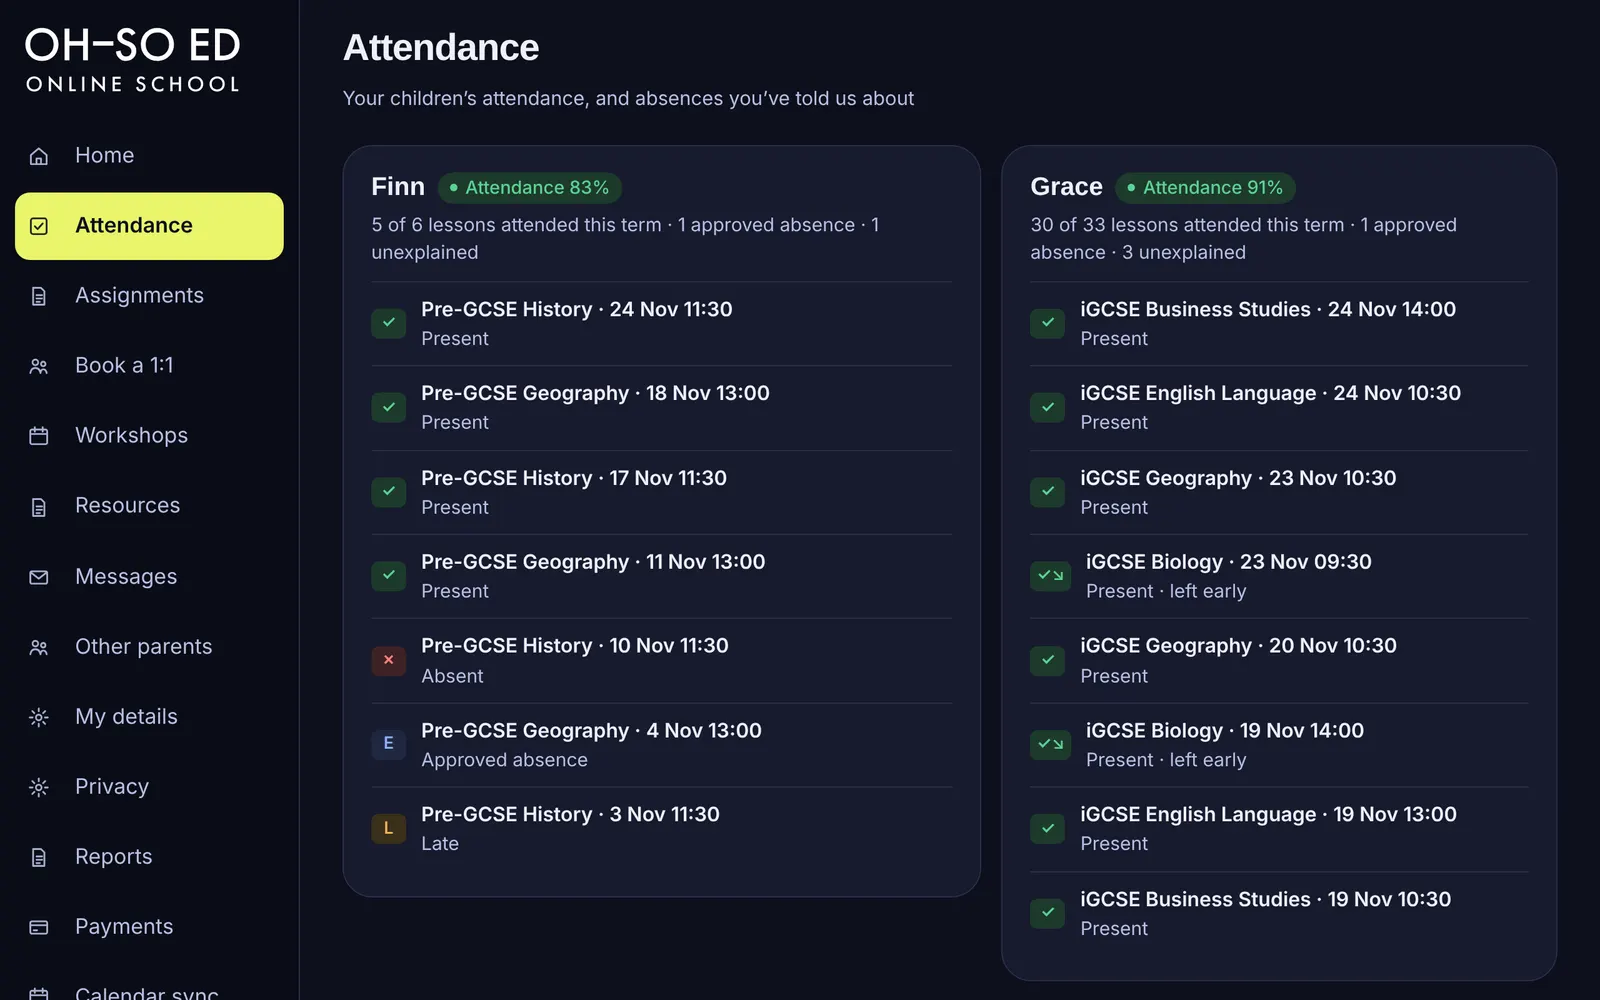 OH–SO ED
ONLINE SCHOOL
Home
Attendance
Assignments
Book a 1:1
Workshops
Resources
Messages
Other parents
My details
Privacy
Reports
Payments
Calendar sync
Attendance
Your children’s attendance, and absences you’ve told us about
Finn
Attendance 83%
5 of 6 lessons attended this term · 1 approved absence · 1
unexplained
Pre-GCSE History · 24 Nov 11:30
Present
Pre-GCSE Geography · 18 Nov 13:00
Present
Pre-GCSE History · 17 Nov 11:30
Present
Pre-GCSE Geography · 11 Nov 13:00
Present
Pre-GCSE History · 10 Nov 11:30
Absent
E
Pre-GCSE Geography · 4 Nov 13:00
Approved absence
L
Pre-GCSE History · 3 Nov 11:30
Late
Grace
Attendance 91%
30 of 33 lessons attended this term · 1 approved
absence · 3 unexplained
iGCSE Business Studies · 24 Nov 14:00
Present
iGCSE English Language · 24 Nov 10:30
Present
iGCSE Geography · 23 Nov 10:30
Present
iGCSE Biology · 23 Nov 09:30
Present · left early
iGCSE Geography · 20 Nov 10:30
Present
iGCSE Biology · 19 Nov 14:00
Present · left early
iGCSE English Language · 19 Nov 13:00
Present
iGCSE Business Studies · 19 Nov 10:30
Present